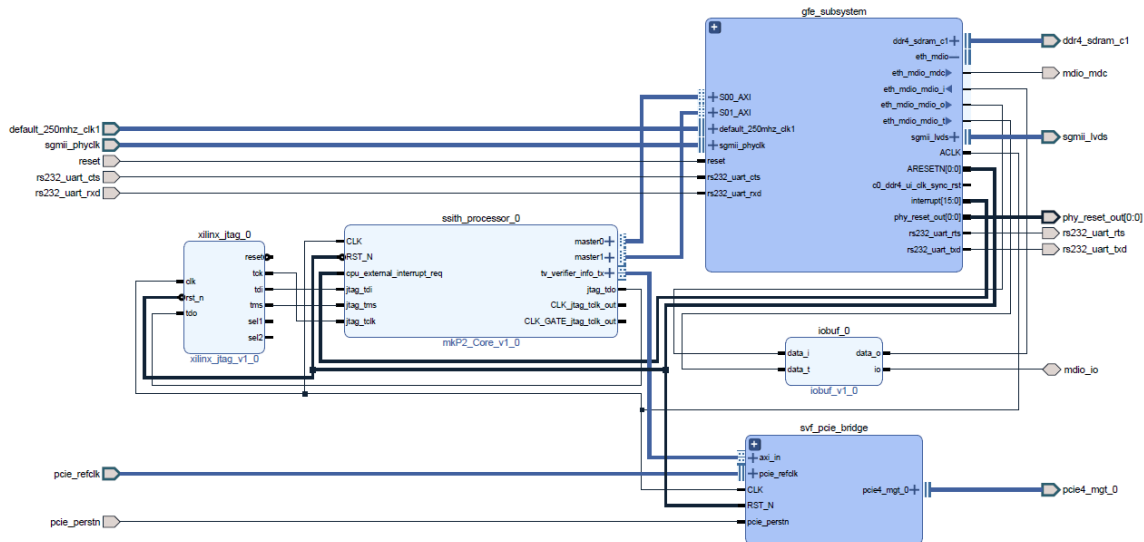 gfe_subsystem
ddr4_sdram_c1
eth_mdio
eth_mdio_mdc
eth_mdio_mdio_i
eth_mdio_mdio_o
eth_mdio_mdio_t
sgmii_lvds
ACLK
ARESETN[0:0]
c0_ddr4_ui_clk_sync_rst
interrupt[15:0]
phy_reset_out[0:0]
rs232_uart_rts
rs232_uart_txd
S00_AXI
S01_AXI
default_250mhz_clk1
sgmii_phyclk
reset
rs232_uart_cts
rs232_uart_rxd
ddr4_sdram_c1
mdio_mdc
sgmii_lvds
phy_reset_out[0:0]
rs232_uart_rts
rs232_uart_txd
default_250mhz_clk1
sgmii_phyclk
reset
rs232_uart_cts
rs232_uart_rxd
ssith_processor_0
CLK
RST_N
cpu_external_interrupt_req
jtag_tdi
jtag_tms
jtag_tclk
master0
master1
tv_verifier_info_tx
jtag_tdo
CLK_jtag_tclk_out
CLK_GATE_jtag_tclk_out
mkP2_Core_v1_0
xilinx_jtag_0
clk
rst_n
tdo
reset
tck
tdi
tms
sel1
sel2
xilinx_jtag_v1_0
iobuf_0
data_i
data_t
data_o
io
iobuf_v1_0
mdio_io
svf_pcie_bridge
axi_in
pcie_refclk
CLK
RST_N
pcie_perstn
pcie4_mgt_0
pcie_refclk
pcie_perstn
pcie4_mgt_0